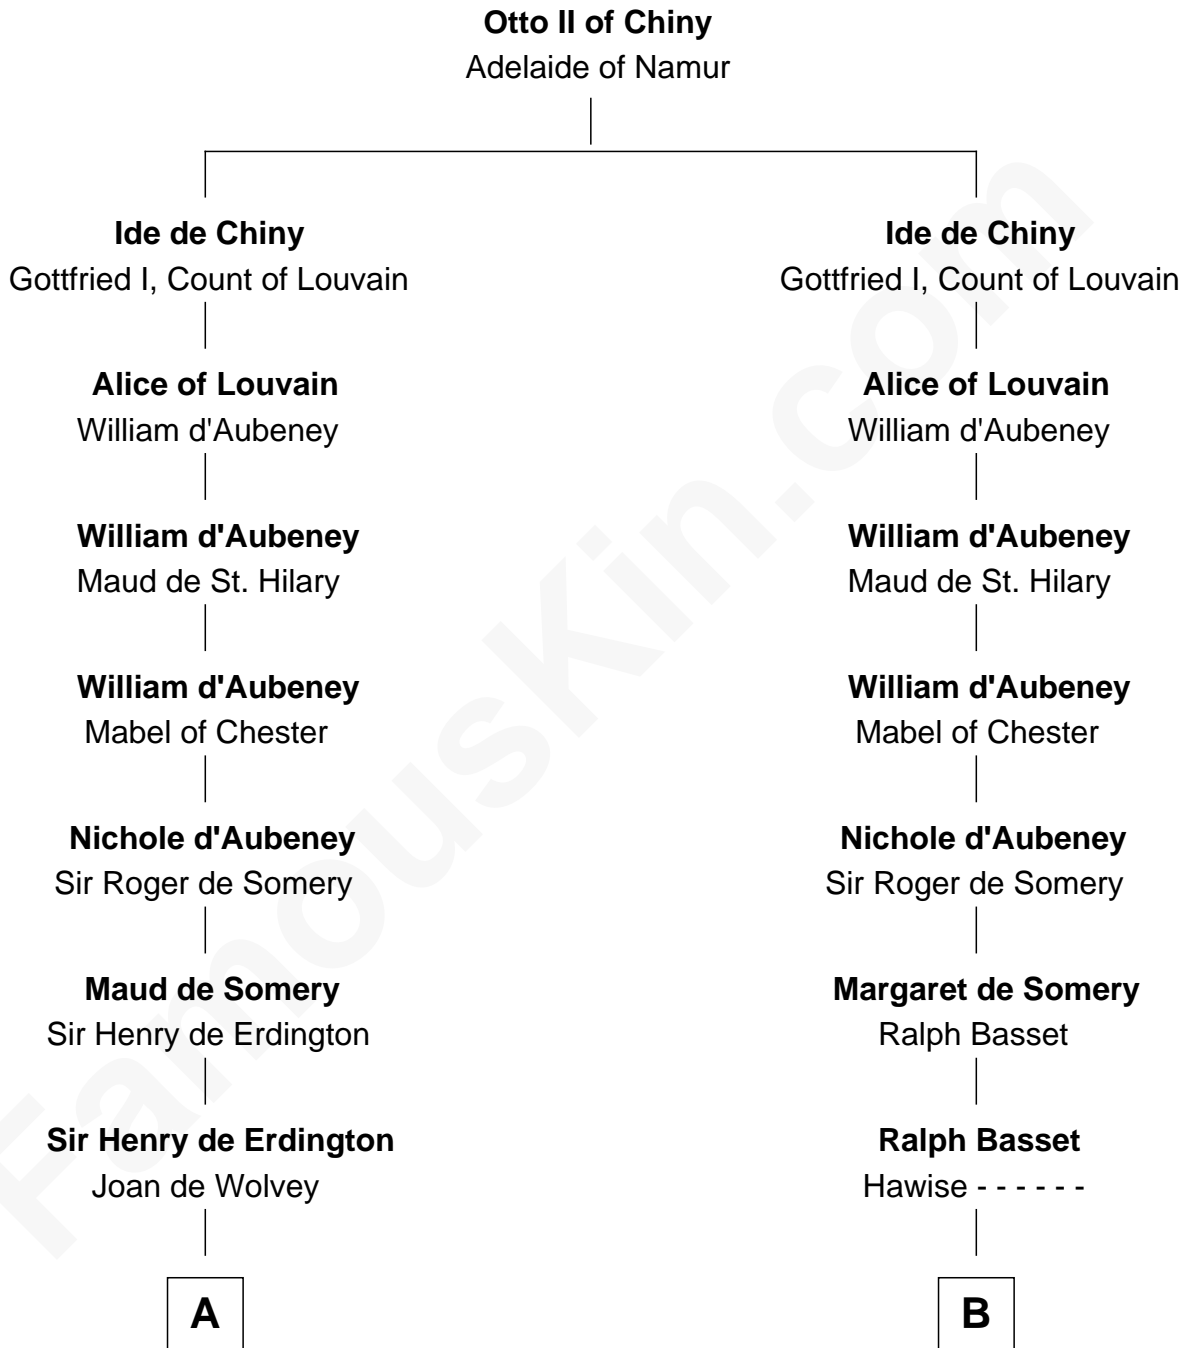 Otto II of Chiny
Adelaide of Namur
Ide de Chiny
Gottfried I, Count of Louvain
Alice of Louvain
William d'Aubeney
William d'Aubeney
Maud de St. Hilary
William d'Aubeney
Mabel of Chester
Nichole d'Aubeney
Sir Roger de Somery
Maud de Somery
Sir Henry de Erdington
Sir Henry de Erdington
Joan de Wolvey
A
Ide de Chiny
Gottfried I, Count of Louvain
Alice of Louvain
William d'Aubeney
William d'Aubeney
Maud de St. Hilary
William d'Aubeney
Mabel of Chester
Nichole d'Aubeney
Sir Roger de Somery
Margaret de Somery
Ralph Basset
Ralph Basset
Hawise - - - - - -
B
FamousKin.com